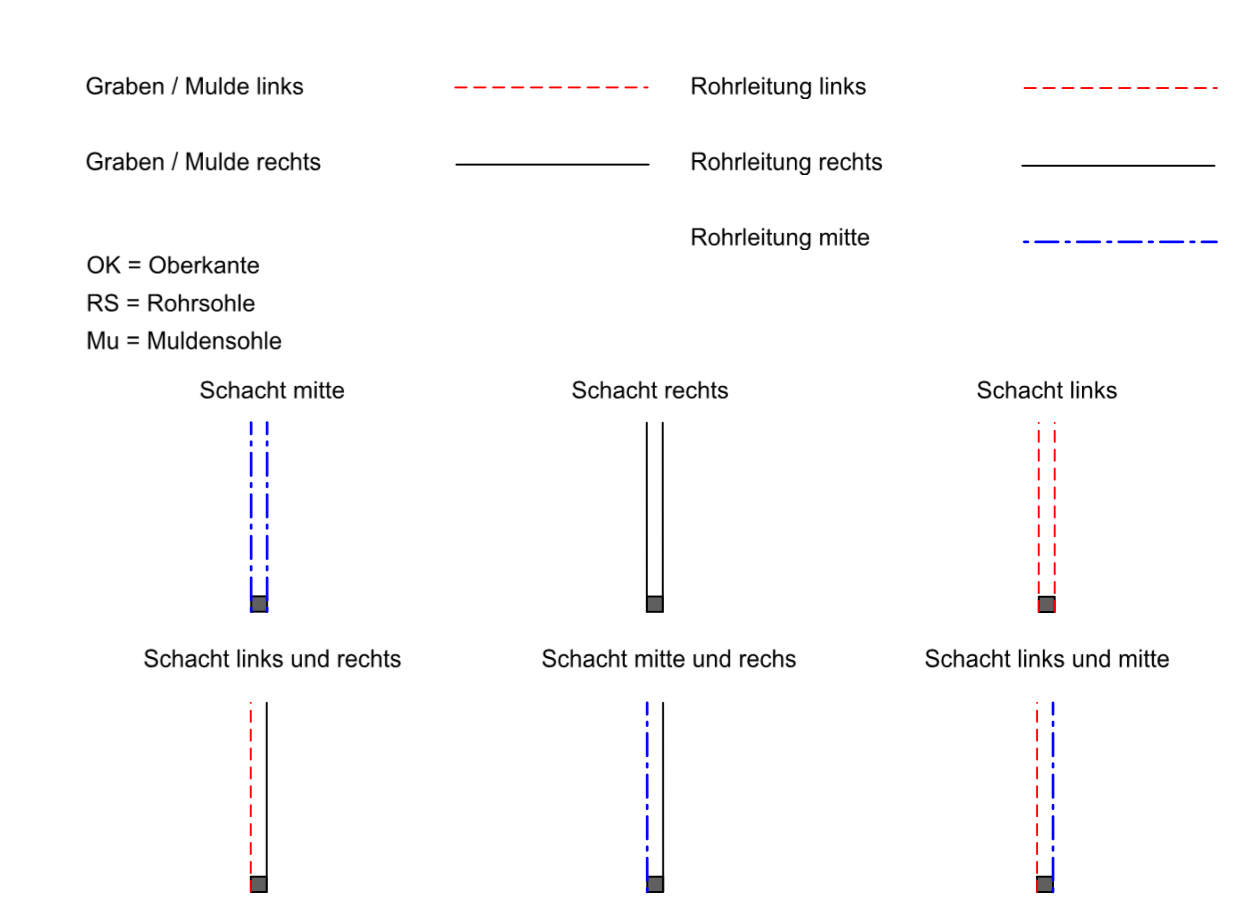 Graben / Mulde links
Rohrleitung links
Graben / Mulde rechts
Rohrleitung rechts
Rohrleitung mitte
OK = Oberkante
RS = Rohrsohle
Mu = Muldensohle
Schacht mitte
Schacht rechts
Schacht links
Schacht links und rechts
Schacht mitte und rechs
Schacht links und mitte